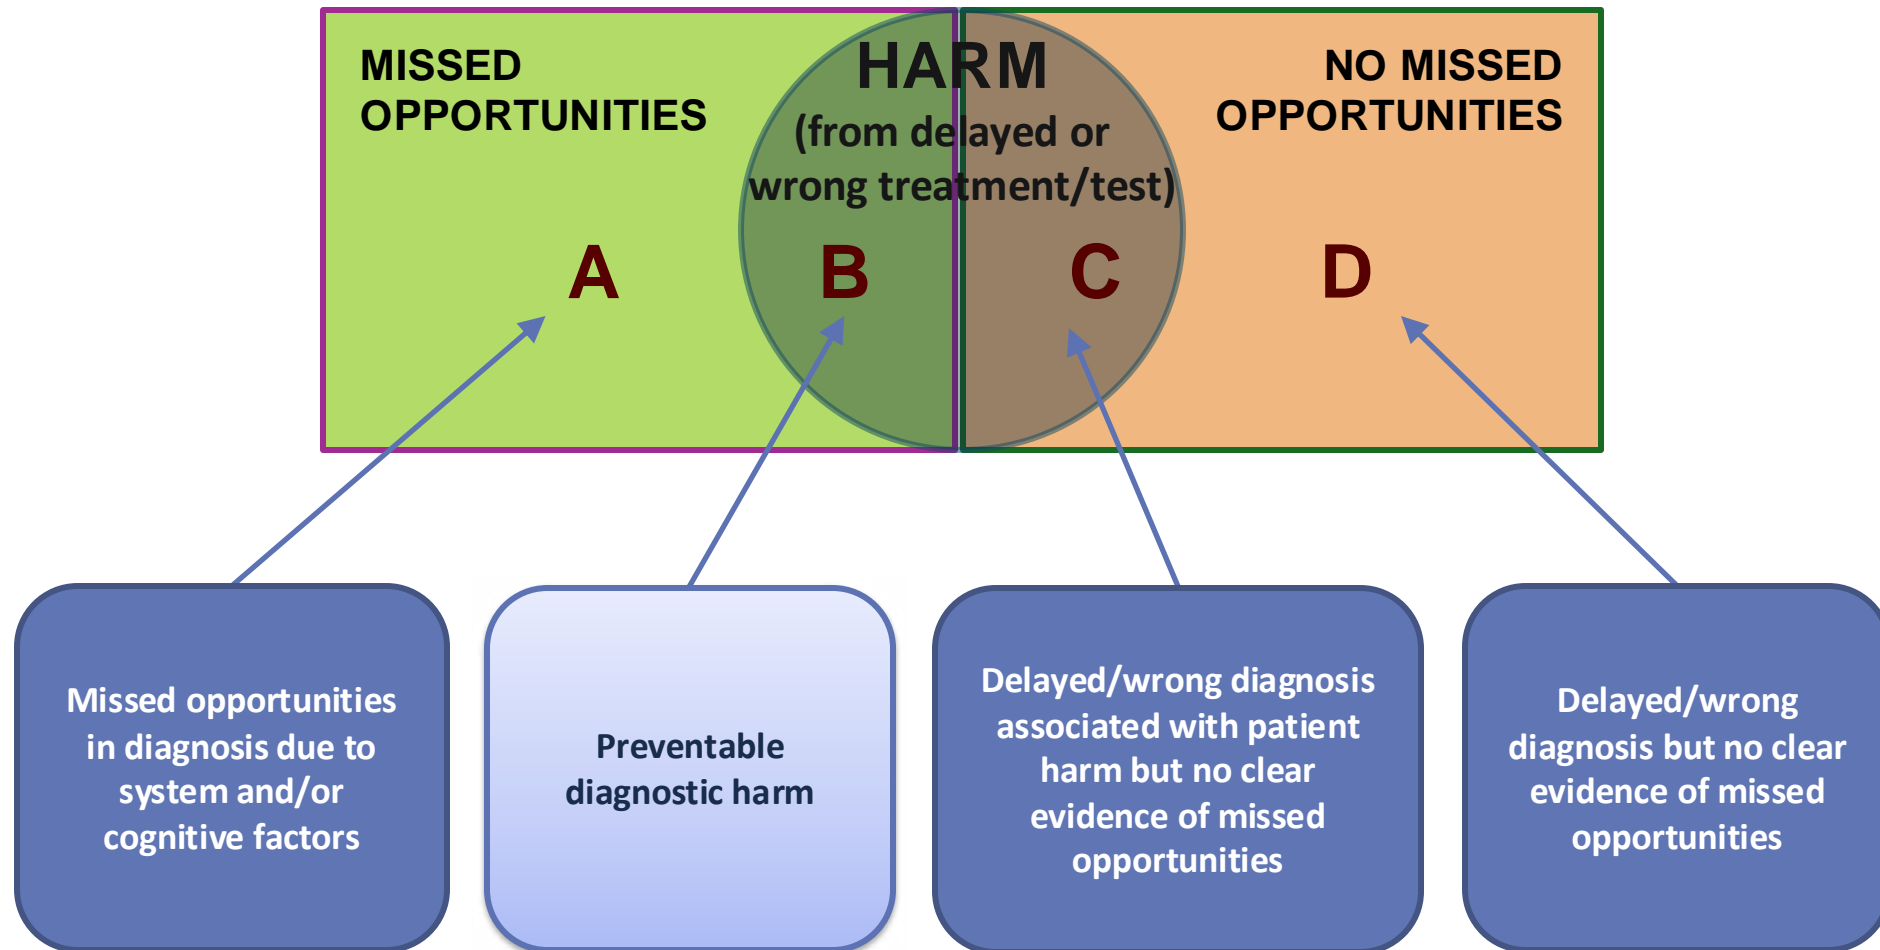 MISSED
OPPORTUNITIES
HARM
(from delayed or
wrong treatment/test)
NO MISSED
OPPORTUNITIES
A
B
C
D
Missed opportunities
in diagnosis due to
system and/or
cognitive factors
Preventable
diagnostic harm
Delayed/wrong diagnosis
associated with patient
harm but no clear
evidence of missed
opportunities
Delayed/wrong
diagnosis but no clear
evidence of missed
opportunities